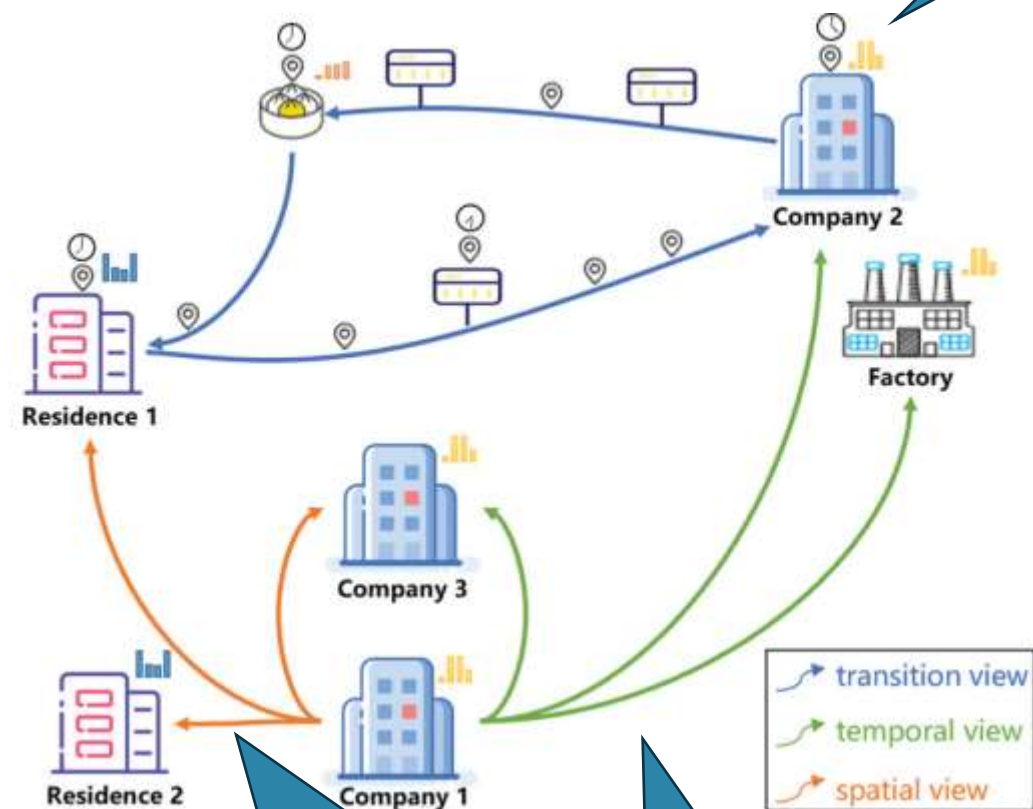 Company 2
Factory
Residence 1
Company 3
Residence 2
Company 1
transition view
temporal view
spatial view